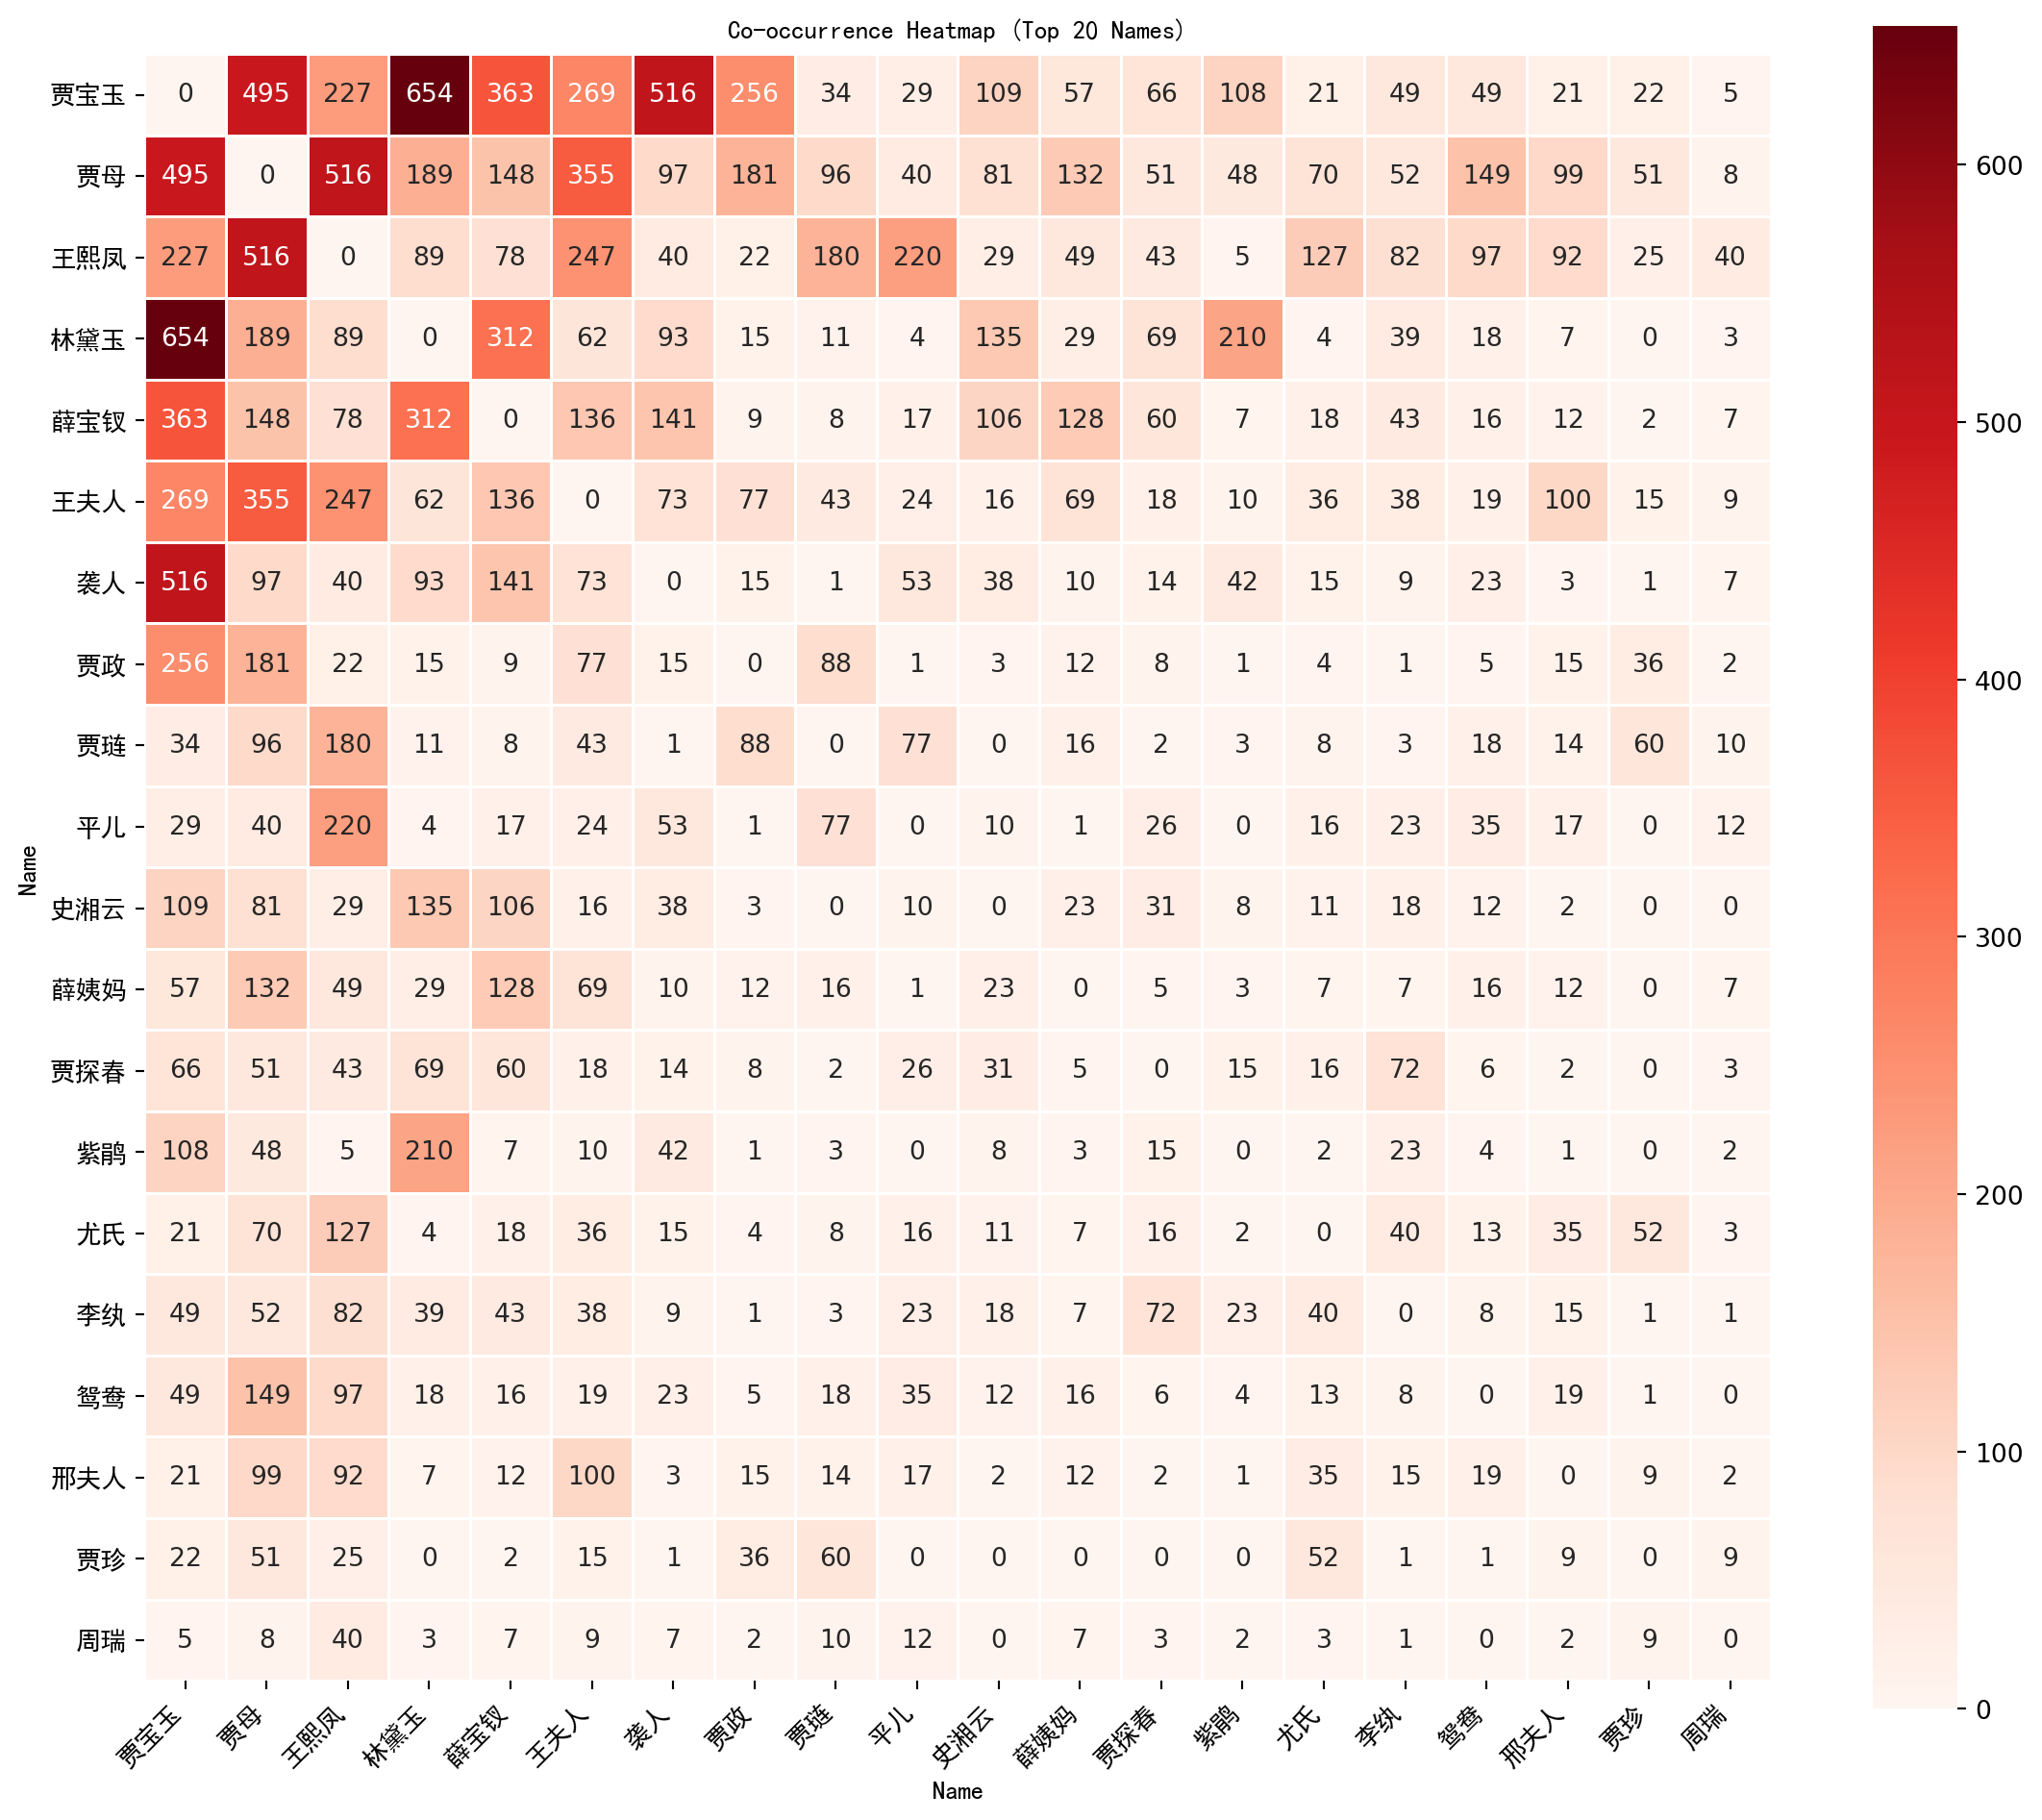 Co-occurrence Heatmap (Top 20 Names)
贾宝玉 0 495 227 654 363 269 516 256 34 29 109 57 66 108 21 49 49 21 22 5
贾母 495 0 516 189 148 355 97 181 96 40 81 132 51 48 70 52 149 99 51 8
王熙凤 227 516 0 89 78 247 40 22 180 220 29 49 43 5 127 82 97 92 25 40
林黛玉 654 189 89 0 312 62 93 15 11 4 135 29 69 210 4 39 18 7 0 3
薛宝钗 363 148 78 312 0 136 141 9 8 17 106 128 60 7 18 43 16 12 2 7
王夫人 269 355 247 62 136 0 73 77 43 24 16 69 18 10 36 38 19 100 15 9
袭人 516 97 40 93 141 73 0 15 1 53 38 10 14 42 15 9 23 3 1 7
贾政 256 181 22 15 9 77 15 0 88 1 3 12 8 1 4 1 5 15 36 2
贾琏 34 96 180 11 8 43 1 88 0 77 0 16 2 3 8 3 18 14 60 10
平儿 29 40 220 4 17 24 53 1 77 0 10 1 26 0 16 23 35 17 0 12
史湘云 109 81 29 135 106 16 38 3 0 10 0 23 31 8 11 18 12 2 0 0
薛姨妈 57 132 49 29 128 69 10 12 16 1 23 0 5 3 7 7 16 12 0 7
贾探春 66 51 43 69 60 18 14 8 2 26 31 5 0 15 16 72 6 2 0 3
紫鹃 108 48 5 210 7 10 42 1 3 0 8 3 15 0 2 23 4 1 0 2
尤氏 21 70 127 4 18 36 15 4 8 16 11 7 16 2 0 40 13 35 52 3
李纨 49 52 82 39 43 38 9 1 3 23 18 7 72 23 40 0 8 15 1 1
鸳鸯 49 149 97 18 16 19 23 5 18 35 12 16 6 4 13 8 0 19 1 0
邢夫人 21 99 92 7 12 100 3 15 14 17 2 12 2 1 35 15 19 0 9 2
贾珍 22 51 25 0 2 15 1 36 60 0 0 0 0 0 52 1 1 9 0 9
周瑞 5 8 40 3 7 9 7 2 10 12 0 7 3 2 3 1 0 2 9 0
贾宝玉 贾母 王熙凤 林黛玉 薛宝钗 王夫人 袭人 贾政 贾琏 平儿 史湘云 薛姨妈 贾探春 紫鹃 尤氏 李纨 鸳鸯 邢夫人 贾珍 周瑞
Name
Name
600
500
400
300
200
100
0